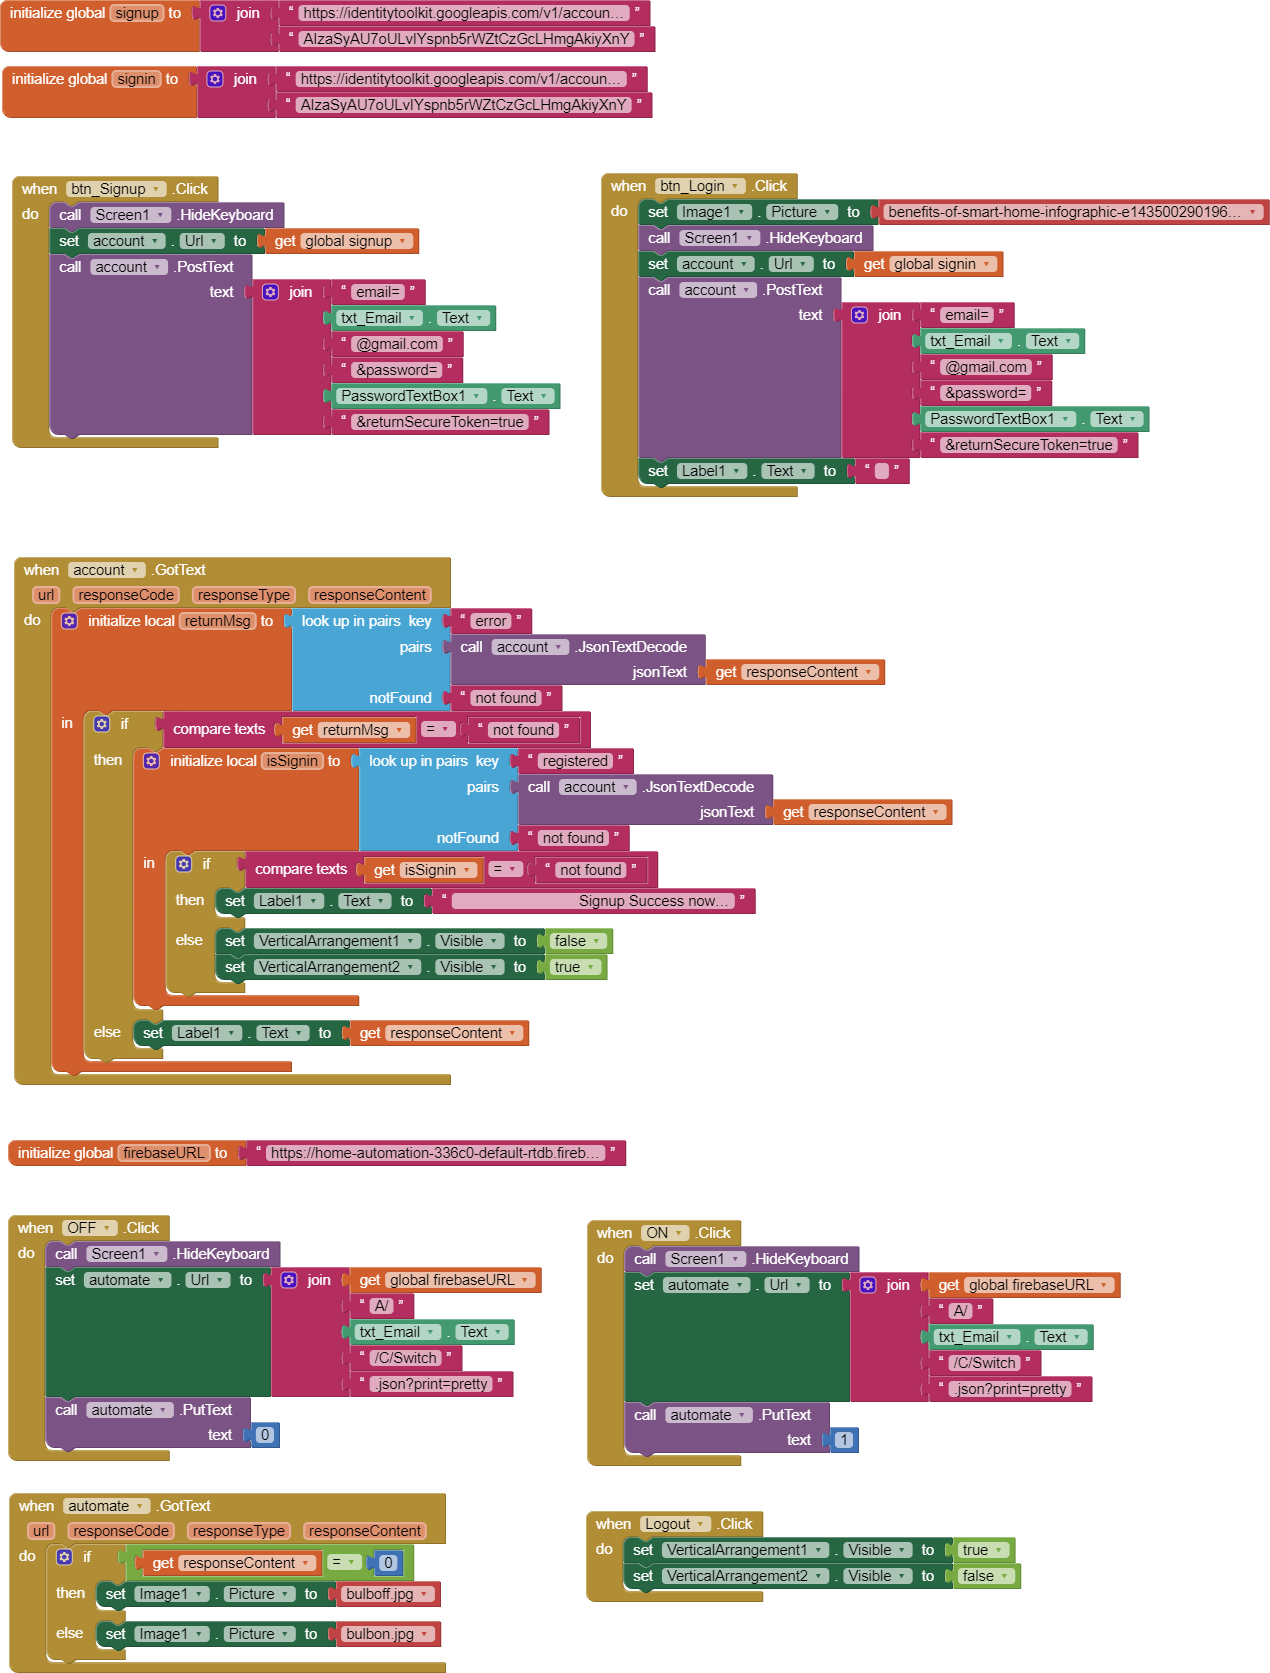 initialize global signup to join “ https://identitytoolkit.googleapis.com/v1/accoun... ”
“ AIzaSyAU7oULvIYspnb5rWZtCzGcLHmgAkiyXnY ”
initialize global signin to join “ https://identitytoolkit.googleapis.com/v1/accoun... ”
“ AIzaSyAU7oULvIYspnb5rWZtCzGcLHmgAkiyXnY ”
when btn_Signup .Click
do call Screen1 .HideKeyboard
set account . Url to get global signup
call account .PostText
text join “ email= ”
txt_Email . Text
“ @gmail.com ”
“ &password= ”
PasswordTextBox1 . Text
“ &returnSecureToken=true ”
when btn_Login .Click
do set Image1 . Picture to benefits-of-smart-home-infographic-e143500290196...
call Screen1 .HideKeyboard
set account . Url to get global signin
call account .PostText
text join “ email= ”
txt_Email . Text
“ @gmail.com ”
“ &password= ”
PasswordTextBox1 . Text
“ &returnSecureToken=true ”
set Label1 . Text to “ ”
when account .GotText
url responseCode responseType responseContent
do initialize local returnMsg to look up in pairs key “ error ”
pairs call account .JsonTextDecode
jsonText get responseContent
notFound “ not found ”
in if compare texts get returnMsg = “ not found ”
then initialize local isSignin to look up in pairs key “ registered ”
pairs call account .JsonTextDecode
jsonText get responseContent
notFound “ not found ”
in if compare texts get isSignin = “ not found ”
then set Label1 . Text to “ Signup Success now... ”
else set VerticalArrangement1 . Visible to false
set VerticalArrangement2 . Visible to true
else set Label1 . Text to get responseContent
initialize global firebaseURL to “ https://home-automation-336c0-default-rtdb.fireb... ”
when OFF .Click
do call Screen1 .HideKeyboard
set automate . Url to join get global firebaseURL
“ A/ ”
txt_Email . Text
“ /C/Switch ”
“ .json?print=pretty ”
call automate .PutText
text 0
when ON .Click
do call Screen1 .HideKeyboard
set automate . Url to join get global firebaseURL
“ A/ ”
txt_Email . Text
“ /C/Switch ”
“ .json?print=pretty ”
call automate .PutText
text 1
when automate .GotText
url responseCode responseType responseContent
do if get responseContent = 0
then set Image1 . Picture to bulboff.jpg
else set Image1 . Picture to bulbon.jpg
when Logout .Click
do set VerticalArrangement1 . Visible to true
set VerticalArrangement2 . Visible to false